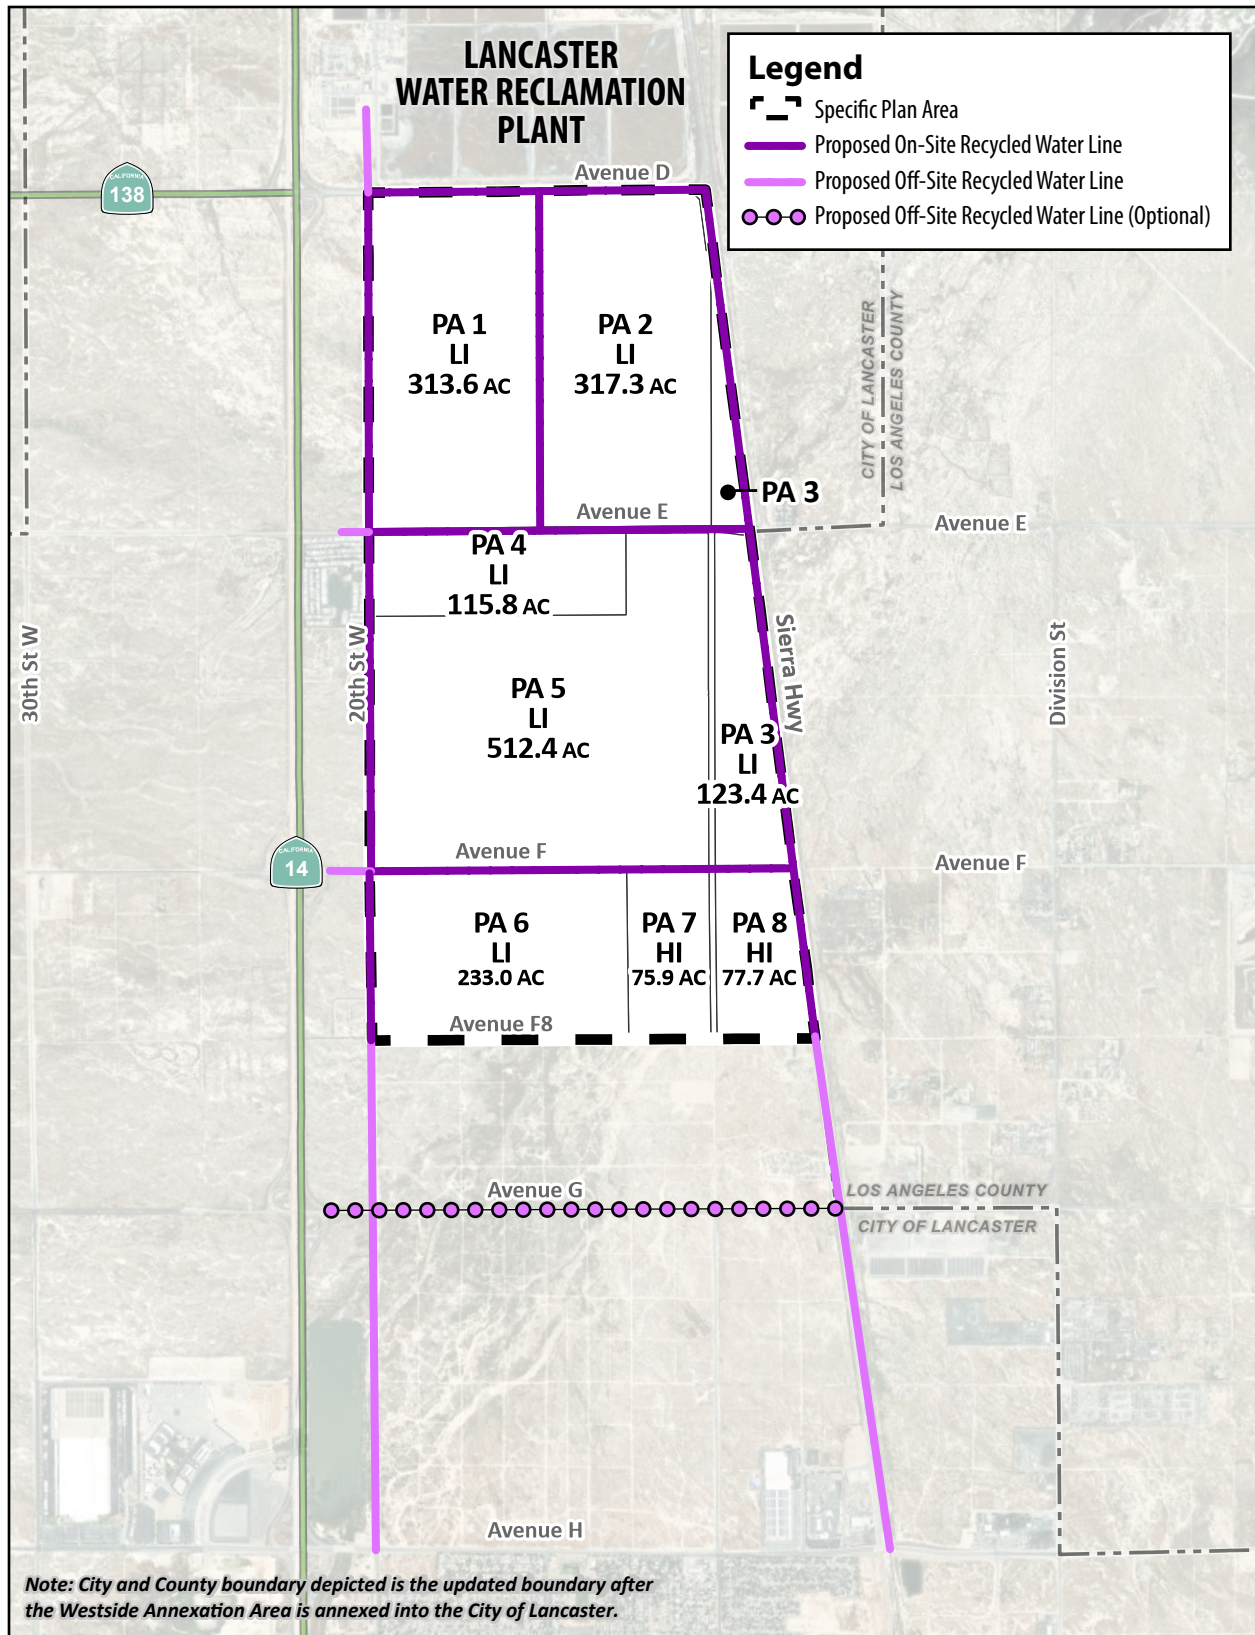 LANCASTER
WATER RECLAMATION
PLANT
Legend
Specific Plan Area
Proposed On-Site Recycled Water Line
Proposed Off-Site Recycled Water Line
Proposed Off-Site Recycled Water Line (Optional)
CALIFORNIA
138
Avenue D
PA 1
LI
313.6 AC
PA 2
LI
317.3 AC
CITY OF LANCASTER
LOS ANGELES COUNTY
PA 3
Avenue E
Avenue E
PA 4
LI
115.8 AC
30th St W
20th St W
Sierra Hwy
Division St
PA 5
LI
512.4 AC
PA 3
LI
123.4 AC
CALIFORNIA
14
Avenue F
Avenue F
PA 6
LI
233.0 AC
PA 7
HI
75.9 AC
PA 8
HI
77.7 AC
Avenue F8
Avenue G
LOS ANGELES COUNTY
CITY OF LANCASTER
Avenue H
Note: City and County boundary depicted is the updated boundary after
the Westside Annexation Area is annexed into the City of Lancaster.